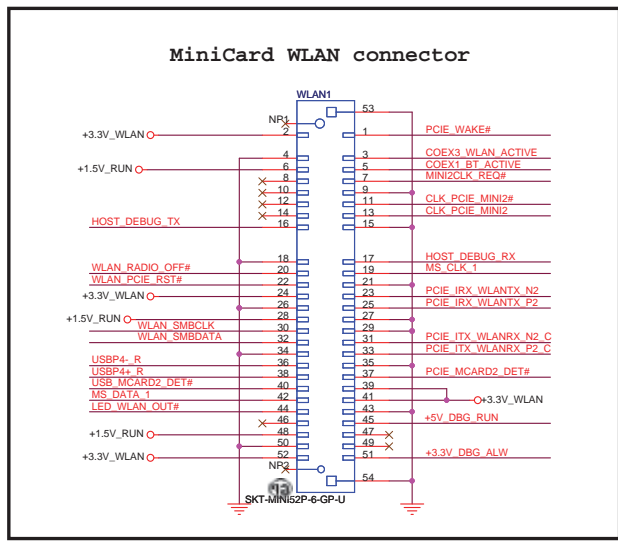 MiniCard WLAN connector
WLAN1
53
NP1
+3.3V_WLAN 2 1 PCIE_WAKE#
4 3 COEX3_WLAN_ACTIVE
+1.5V_RUN 6 5 COEX1_BT_ACTIVE
8 7 MINI2CLK_REQ#
10 9
12 11 CLK_PCIE_MINI2#
14 13 CLK_PCIE_MINI2
HOST_DEBUG_TX 16 15
18 17 HOST_DEBUG_RX
WLAN_RADIO_OFF# 20 19 MS_CLK_1
WLAN_PCIE_RST# 22 21
+3.3V_WLAN 24 23 PCIE_IRX_WLANTX_N2
26 25 PCIE_IRX_WLANTX_P2
+1.5V_RUN 28 27
WLAN_SMBCLK 30 29
WLAN_SMBDATA 32 31 PCIE_ITX_WLANRX_N2_C
34 33 PCIE_ITX_WLANRX_P2_C
USBP4-_R 36 35
USBP4+_R 38 37 PCIE_MCARD2_DET#
USB_MCARD2_DET# 40 39
MS_DATA_1 42 41 +3.3V_WLAN
LED_WLAN_OUT# 44 43
46 45 +5V_DBG_RUN
+1.5V_RUN 48 47
50 49
+3.3V_WLAN 52 51 +3.3V_DBG_ALW
NP2
54
SKT-MINI52P-6-GP-U